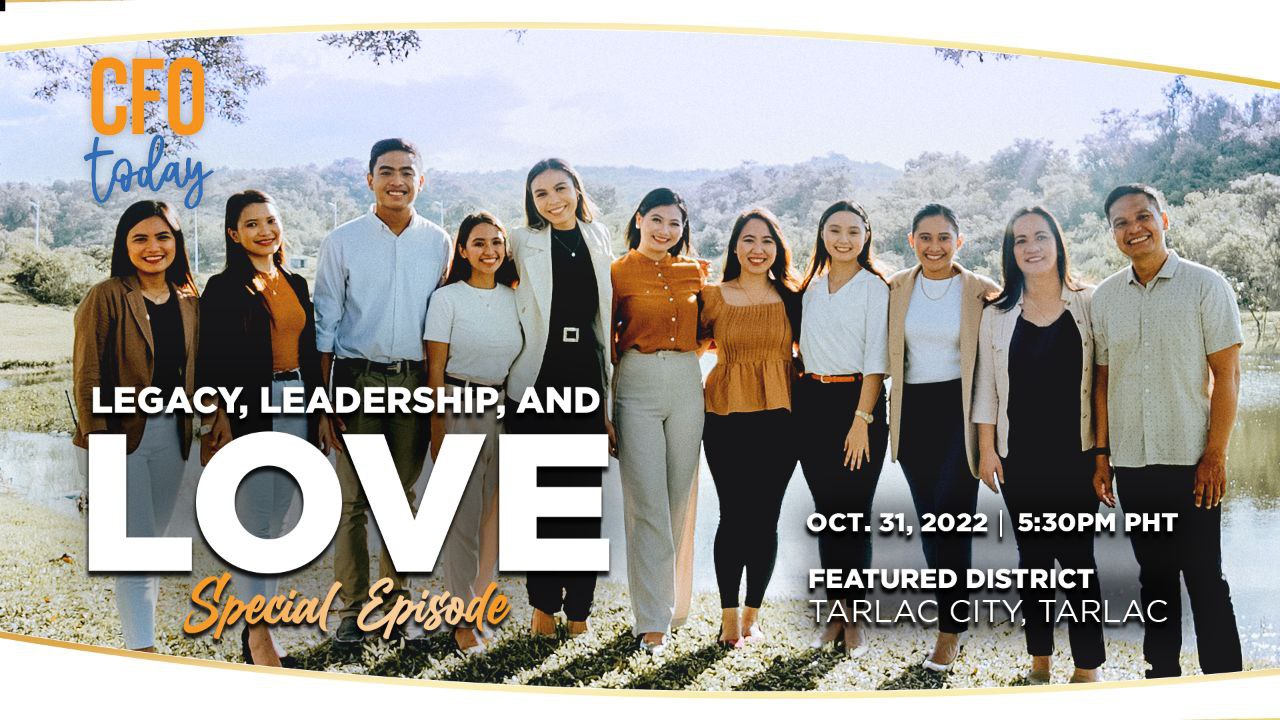 CFO
today
LEGACY, LEADERSHIP, AND
LOVE
Special Episode
OCT. 31, 2022 | 5:30PM PHT
FEATURED DISTRICT
TARLAC CITY, TARLAC